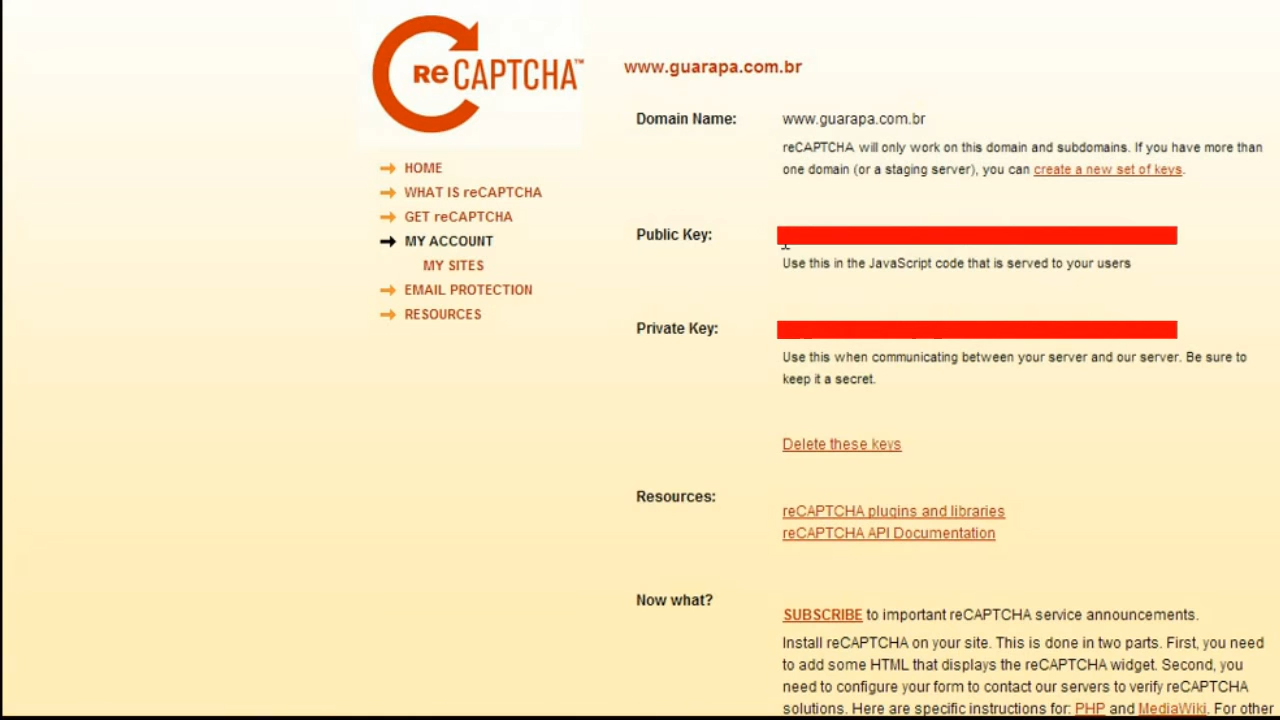 reCAPTCHA™
HOME
WHAT IS reCAPTCHA
GET reCAPTCHA
MY ACCOUNT
MY SITES
EMAIL PROTECTION
RESOURCES
www.guarapa.com.br
Domain Name:
www.guarapa.com.br
reCAPTCHA will only work on this domain and subdomains. If you have more than
one domain (or a staging server), you can create a new set of keys.
Public Key:
Use this in the JavaScript code that is served to your users
Private Key:
Use this when communicating between your server and our server. Be sure to
keep it a secret.
Delete these keys
Resources:
reCAPTCHA plugins and libraries
reCAPTCHA API Documentation
Now what?
SUBSCRIBE to important reCAPTCHA service announcements.
Install reCAPTCHA on your site. This is done in two parts. First, you need
to add some HTML that displays the reCAPTCHA widget. Second, you
need to configure your form to contact our servers to verify reCAPTCHA
solutions. Here are specific instructions for: PHP and MediaWiki. For other